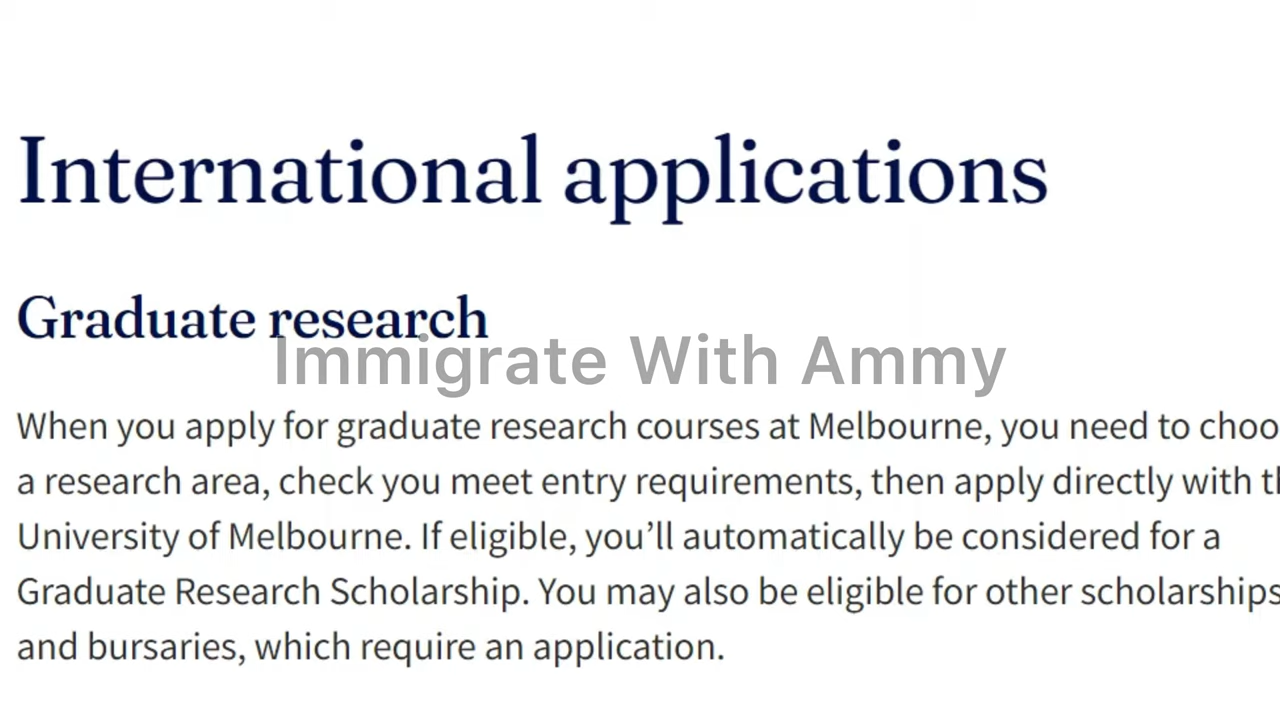 International applications
Graduate research
Immigrate With Ammy
When you apply for graduate research courses at Melbourne, you need to choo
a research area, check you meet entry requirements, then apply directly with th
University of Melbourne. If eligible, you’ll automatically be considered for a
Graduate Research Scholarship. You may also be eligible for other scholarships
and bursaries, which require an application.